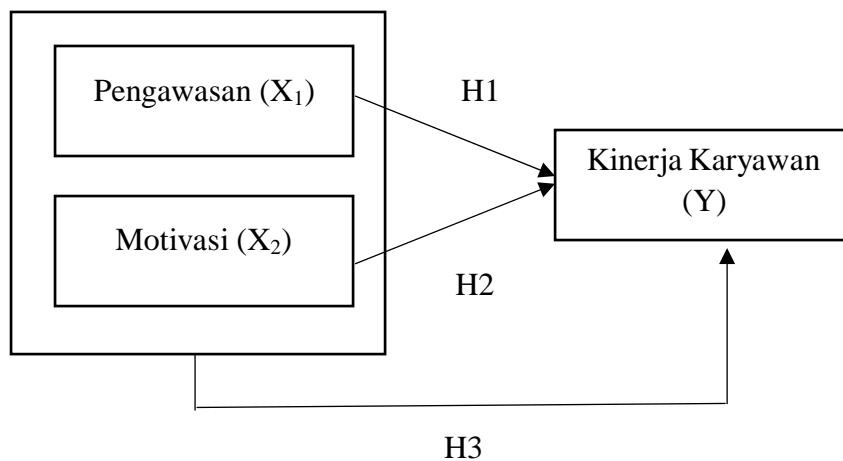 Pengawasan (X₁)
H1
Kinerja Karyawan
(Y)
Motivasi (X₂)
H2
H3